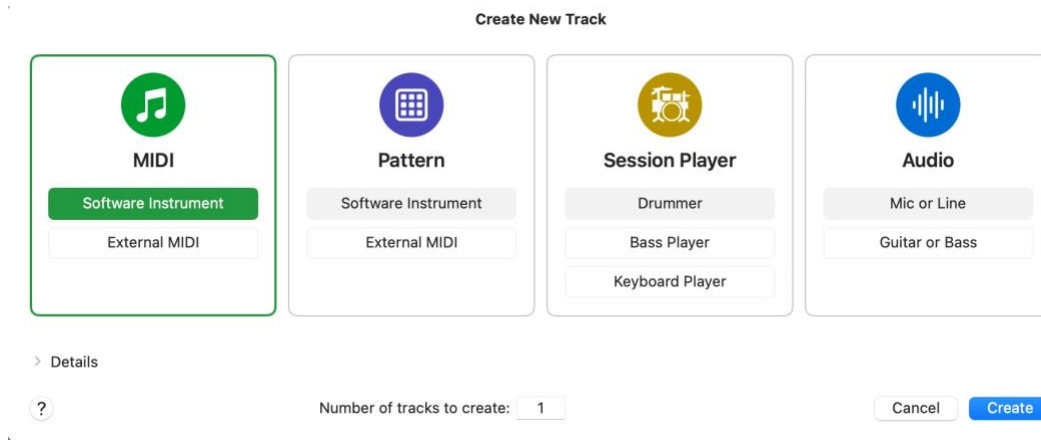 Create New Track
MIDI
Software Instrument
External MIDI
Pattern
Software Instrument
External MIDI
Session Player
Drummer
Bass Player
Keyboard Player
Audio
Mic or Line
Guitar or Bass
Details
?
Number of tracks to create: 1
Cancel
Create